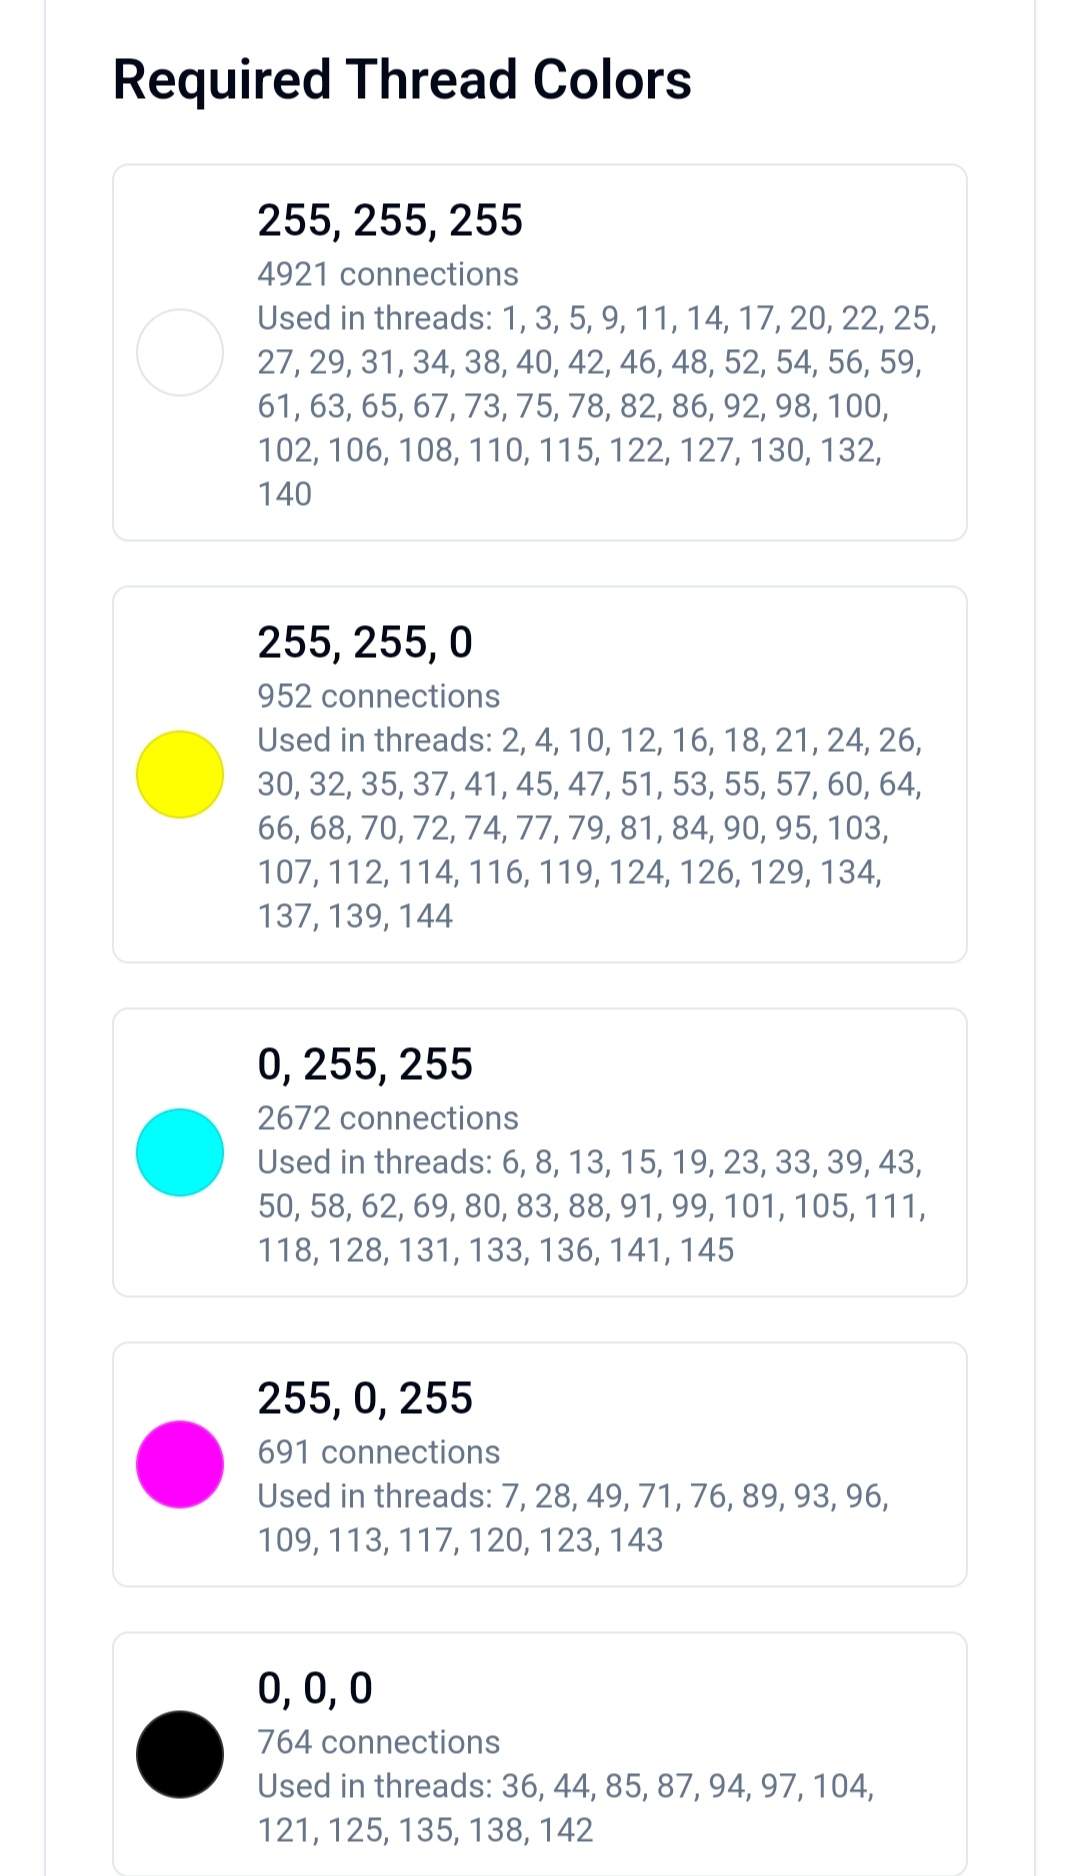 Required Thread Colors
255, 255, 255
4921 connections
Used in threads: 1, 3, 5, 9, 11, 14, 17, 20, 22, 25,
27, 29, 31, 34, 38, 40, 42, 46, 48, 52, 54, 56, 59,
61, 63, 65, 67, 73, 75, 78, 82, 86, 92, 98, 100,
102, 106, 108, 110, 115, 122, 127, 130, 132,
140
255, 255, 0
952 connections
Used in threads: 2, 4, 10, 12, 16, 18, 21, 24, 26,
30, 32, 35, 37, 41, 45, 47, 51, 53, 55, 57, 60, 64,
66, 68, 70, 72, 74, 77, 79, 81, 84, 90, 95, 103,
107, 112, 114, 116, 119, 124, 126, 129, 134,
137, 139, 144
0, 255, 255
2672 connections
Used in threads: 6, 8, 13, 15, 19, 23, 33, 39, 43,
50, 58, 62, 69, 80, 83, 88, 91, 99, 101, 105, 111,
118, 128, 131, 133, 136, 141, 145
255, 0, 255
691 connections
Used in threads: 7, 28, 49, 71, 76, 89, 93, 96,
109, 113, 117, 120, 123, 143
0, 0, 0
764 connections
Used in threads: 36, 44, 85, 87, 94, 97, 104,
121, 125, 135, 138, 142